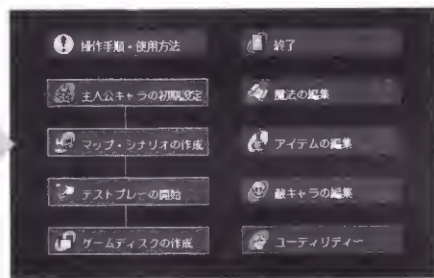 操作手順・使用方法
主人公キャラの初期設定
マップ・シナリオの作成
テストプレーの開始
ゲームディスクの作成
終了
魔法の編集
アイテムの編集
敵キャラの編集
ユーティリティー